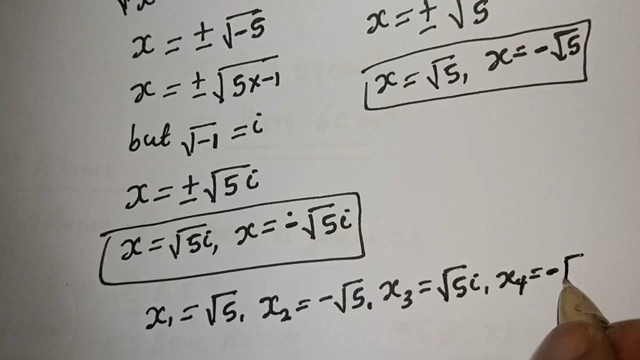 x = ± √-5
x = ± √5x-1
but √-1 = i
x = ± √5 i
x = √5i, x = - √5i
x = ± √5
x = √5, x = -√5
x₁ = √5, x₂ = -√5, x₃ = √5i, x₄ = -√